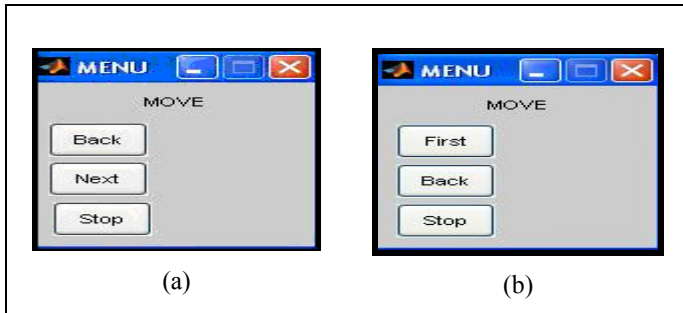 MENU
MOVE
Back
Next
Stop
(a)
MENU
MOVE
First
Back
Stop
(b)